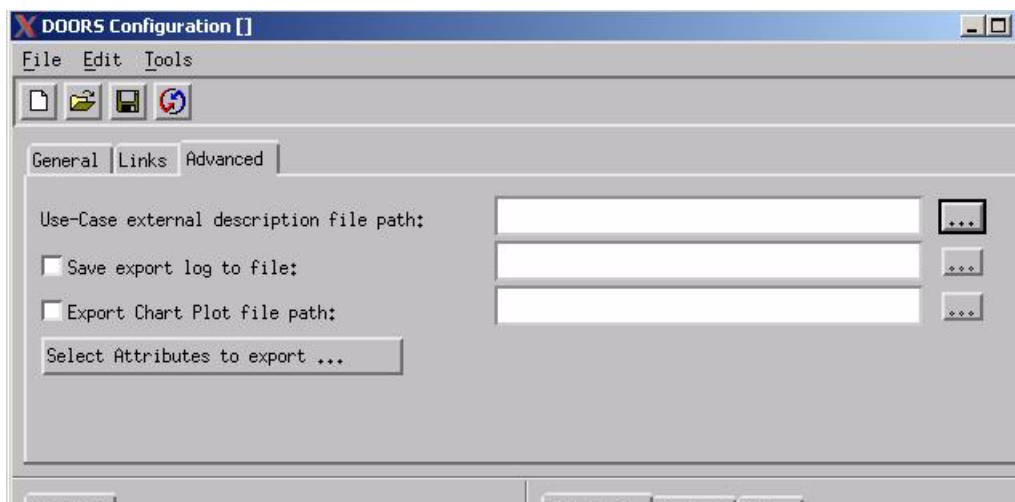 DOORS Configuration []
File Edit Tools
General Links Advanced
Use-Case external description file path: ...
Save export log to file: ...
Export Chart Plot file path: ...
Select Attributes to export ...